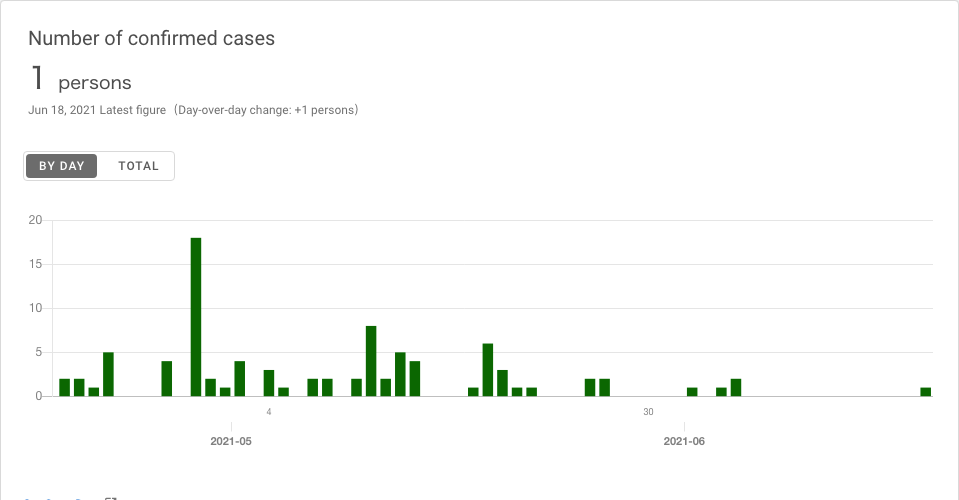 Number of confirmed cases
1 persons
Jun 18, 2021 Latest figure（Day-over-day change: +1 persons）
BY DAY TOTAL
20
15
10
5
0
4 30
2021-05 2021-06